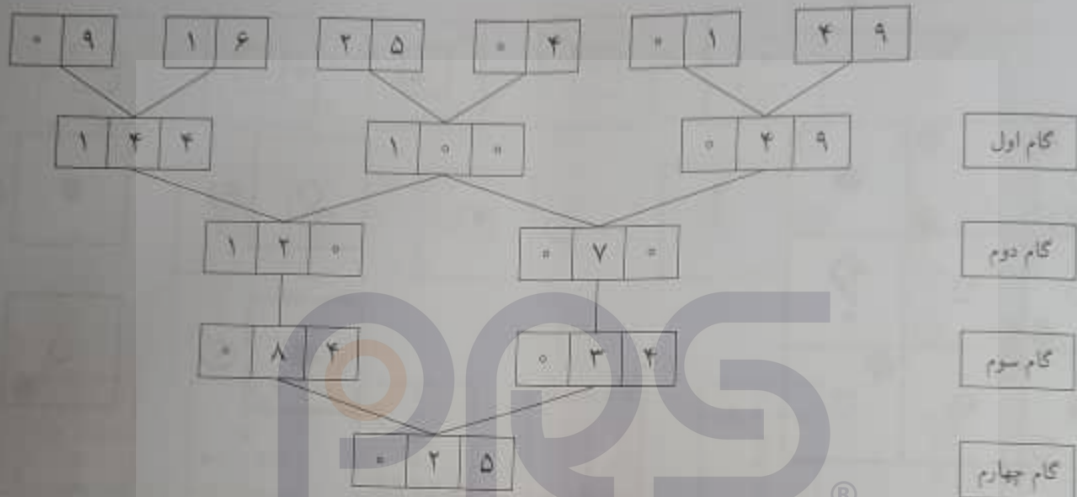 ۰ ۹ ۱ ۶ ۲ ۵ ۰ ۴ ۰ ۱ ۴ ۹
۱ ۴ ۴ ۱ ۰ ۰ ۰ ۴ ۹ گام اول
۱ ۲ ۰ ۰ ۷ ۰ گام دوم
۰ ۸ ۴ ۰ ۳ ۴ گام سوم
۰ ۲ ۵ گام چهارم
PQS ®